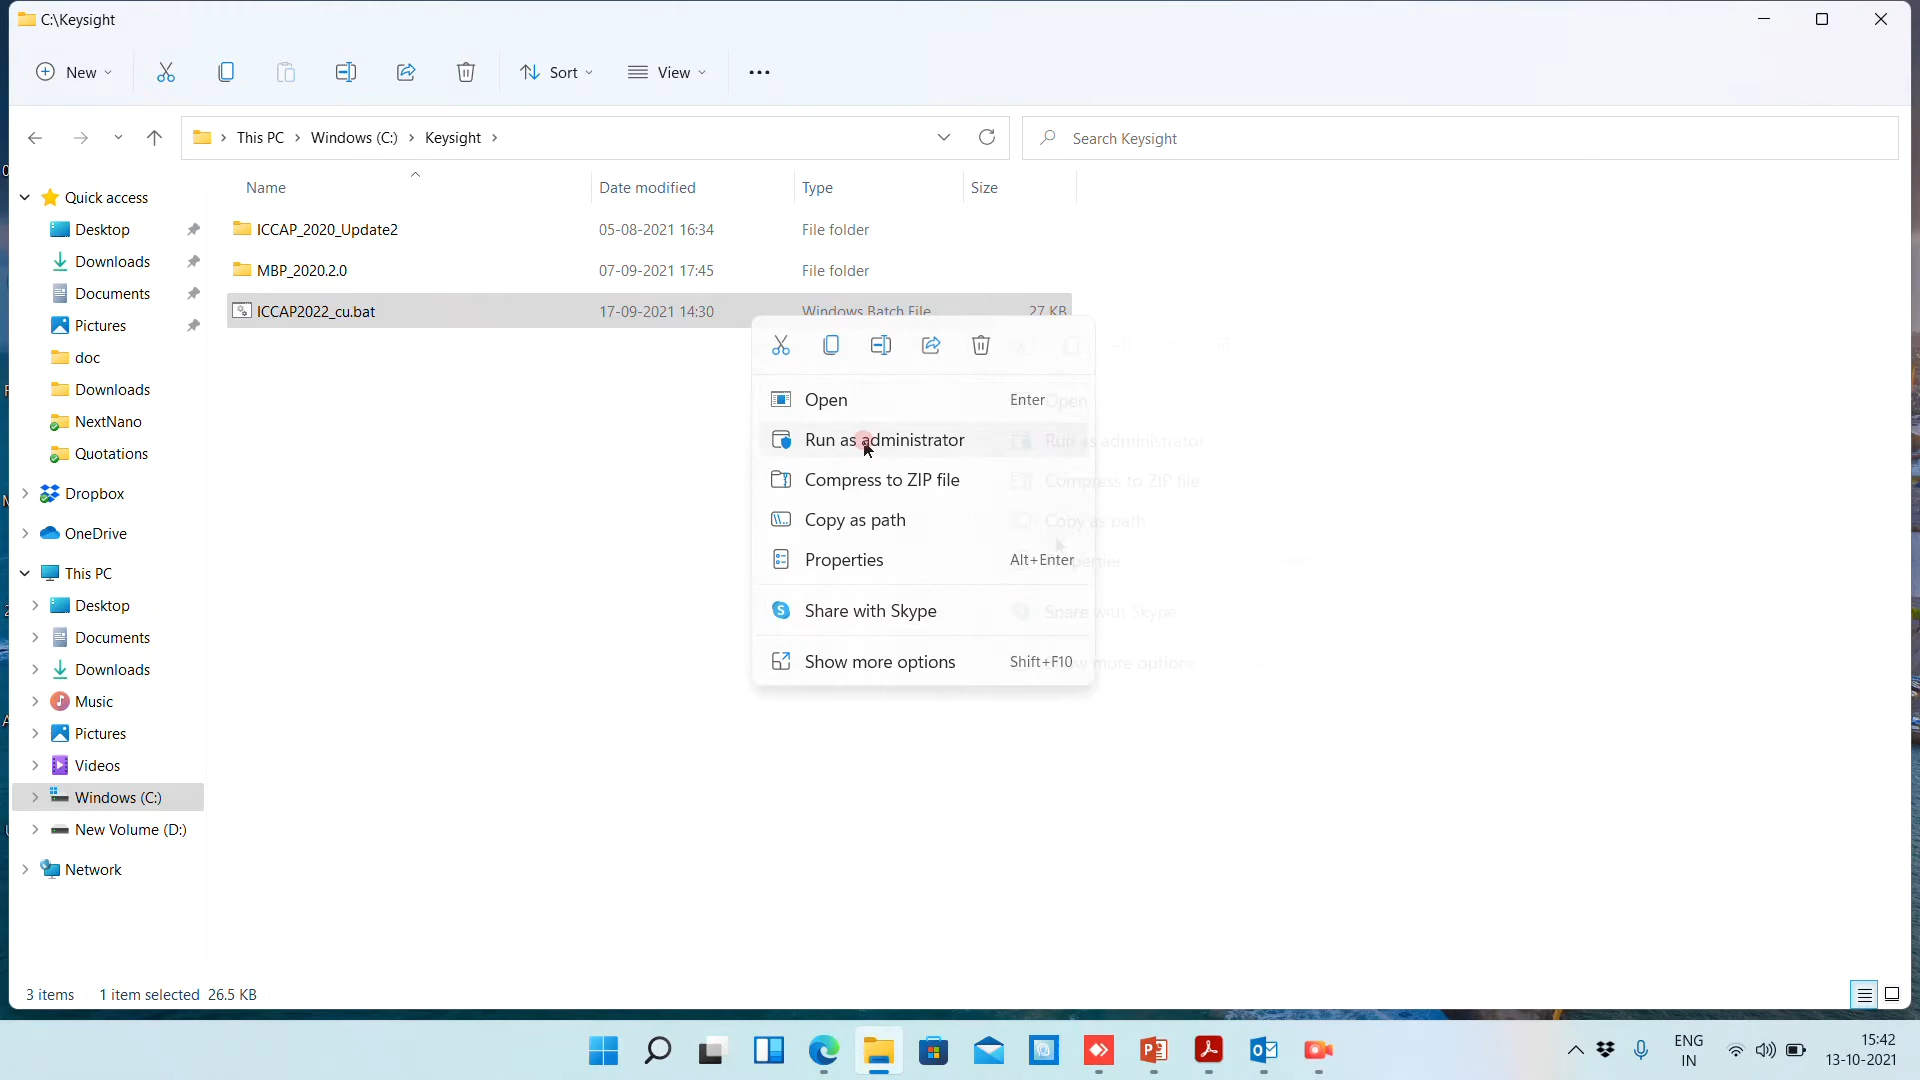 C:\Keysight
New
Sort
View
This PC
Windows (C:)
Keysight
Search Keysight
Name
Date modified
Type
Size
Quick access
Desktop
Downloads
Documents
Pictures
doc
Downloads
NextNano
Quotations
Dropbox
OneDrive
This PC
Desktop
Documents
Downloads
Music
Pictures
Videos
Windows (C:)
New Volume (D:)
Network
ICCAP_2020_Update2 05-08-2021 16:34 File folder
MBP_2020.2.0 07-09-2021 17:45 File folder
ICCAP2022_cu.bat 17-09-2021 14:30 Windows Batch File 27 KB
Open Enter
Run as administrator
Compress to ZIP file
Copy as path
Properties Alt+Enter
Share with Skype
Show more options Shift+F10
3 items 1 item selected 26.5 KB
ENG
IN
15:42
13-10-2021